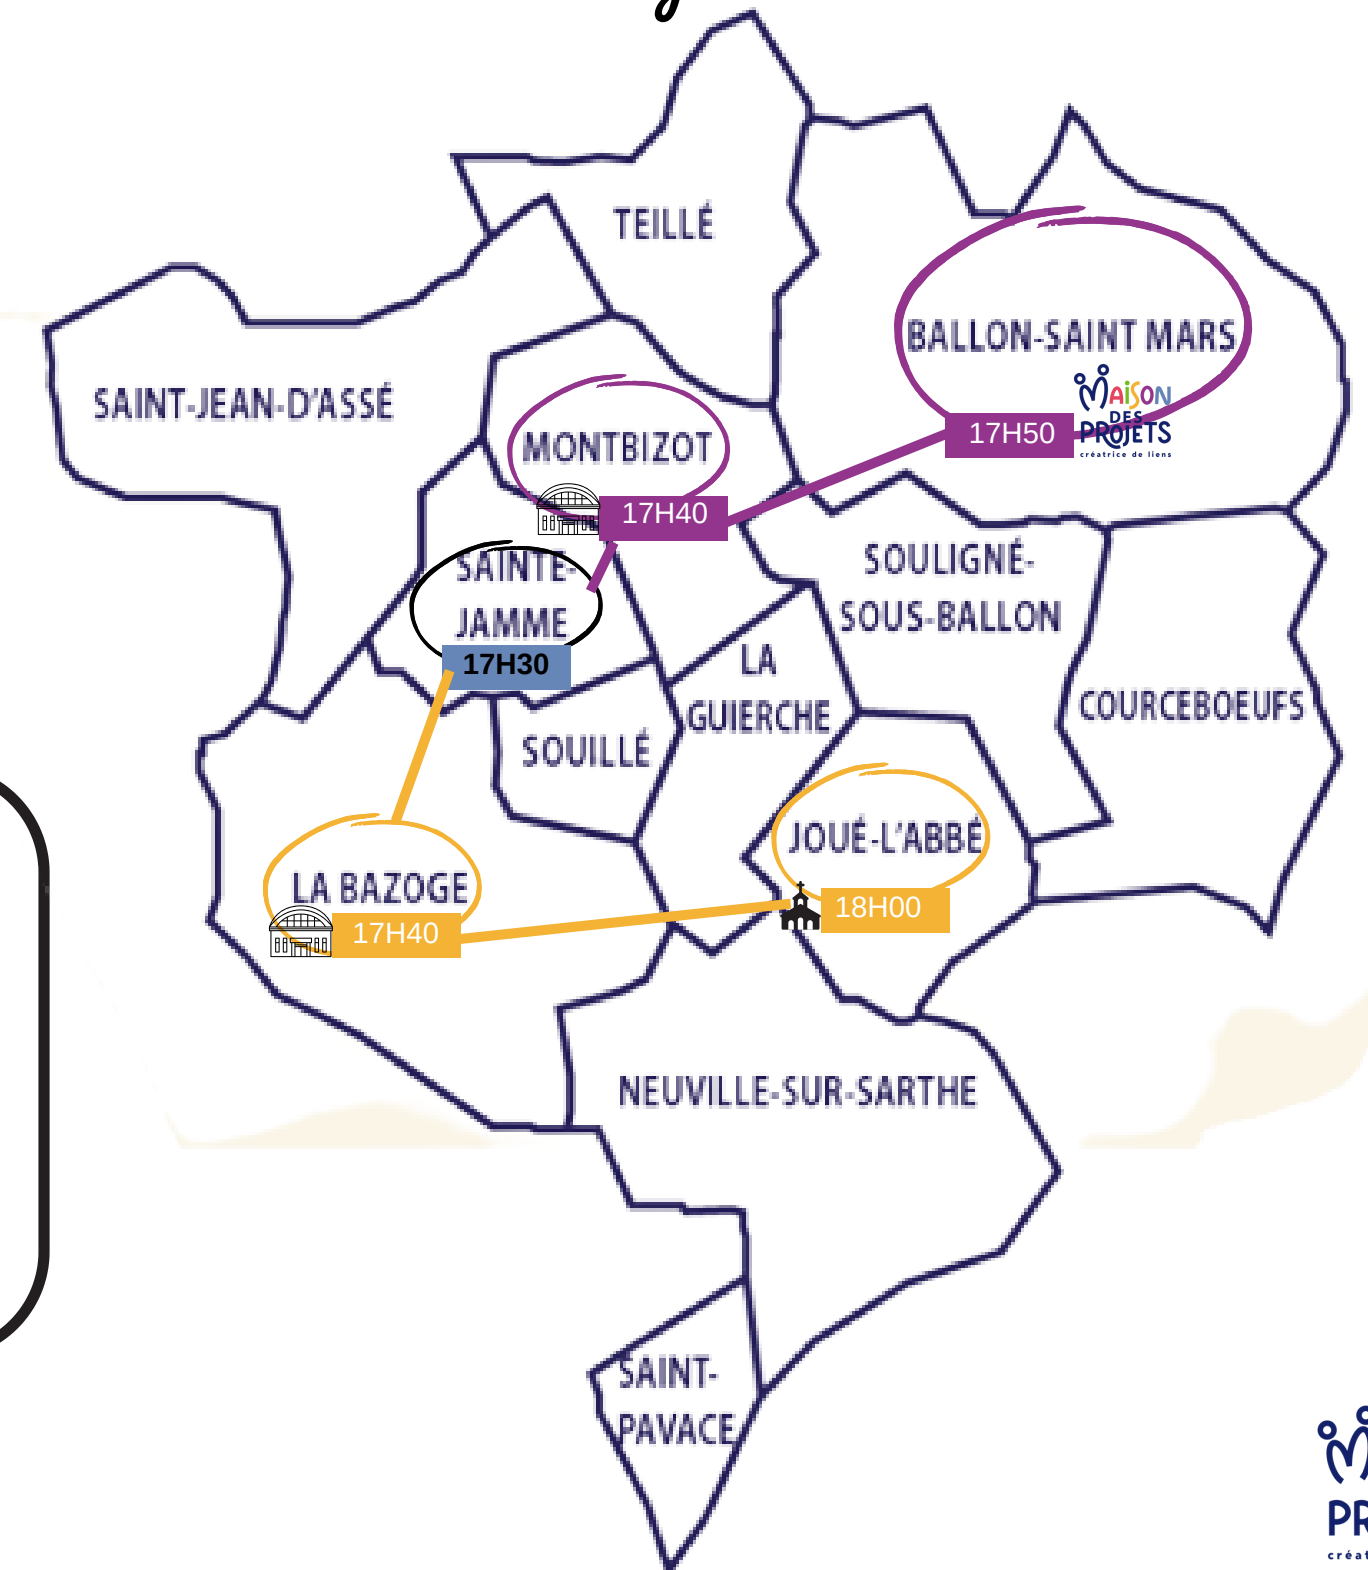 TEILLÉ
BALLON-SAINT MARS
MAISON
DES
PROJETS
créatrice de liens
17H50
SAINT-JEAN-D'ASSÉ
MONTBIZOT
17H40
SAINTE-
JAMME
17H30
SOULIGNÉ-
SOUS-BALLON
LA
GUIERCHE
COURCEBOEUFS
SOUILLÉ
JOUÉ-L'ABBÉ
18H00
LA BAZOGE
17H40
NEUVILLE-SUR-SARTHE
SAINT-
PAVACE
M
PR
créat